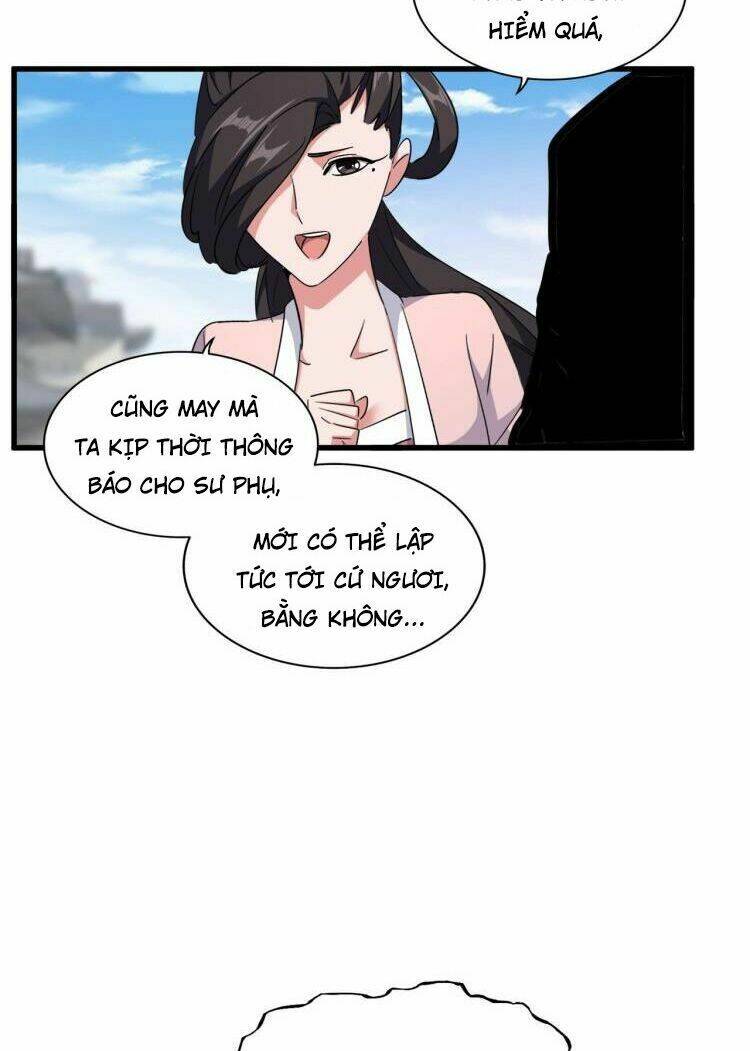 HIỂM QUÁ,
CŨNG MAY MÀ
TA KỊP THỜI THÔNG
BÁO CHO SƯ PHỤ,
MỚI CÓ THỂ LẬP
TỨC TỚI CỨ NGƯƠI,
BẰNG KHÔNG...